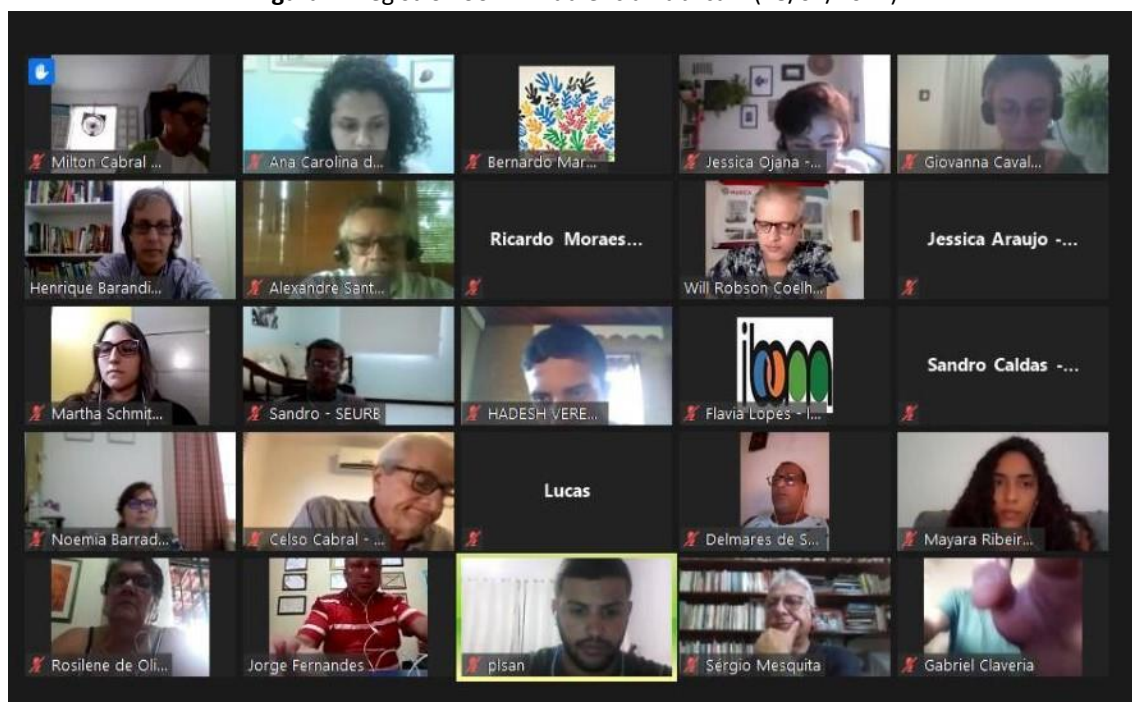 Milton Cabral ...
Ana Carolina d...
Bernardo Mar...
Jessica Ojana -...
Giovanna Caval...
Henrique Barandi...
Alexandre Sant...
Ricardo Moraes...
Will Robson Coelh...
Jessica Araujo -...
Martha Schmit...
Sandro - SEURB
HADESH VERE...
ibam
Flavia Lopes - I...
Sandro Caldas -...
Noemia Barrad...
Celso Cabral - ...
Lucas
Delmares de S...
Mayara Ribeir...
Rosilene de Oli...
Jorge Fernandes
plsan
Sérgio Mesquita
Gabriel Claveria